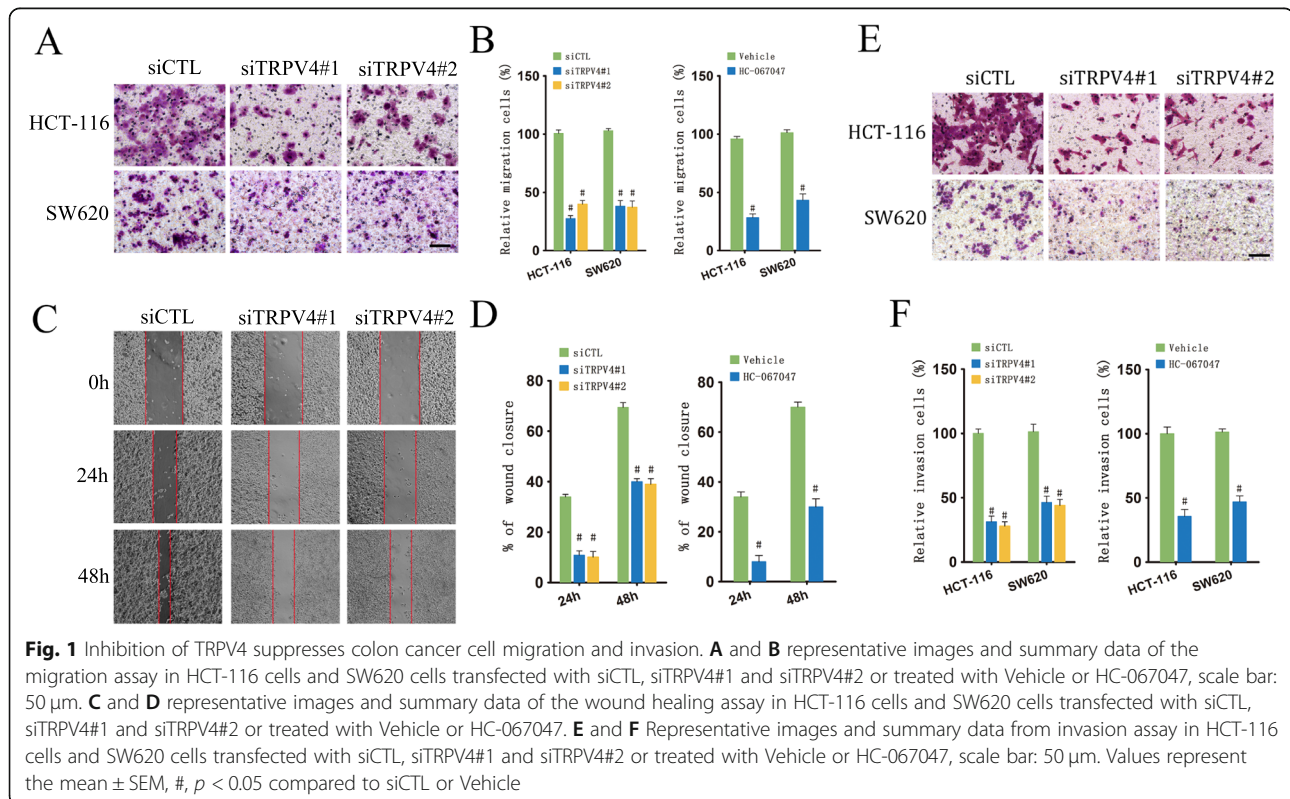 A
siCTL siTRPV4#1 siTRPV4#2
HCT-116
SW620
B
siCTL
siTRPV4#1
siTRPV4#2
Relative migration cells (%)
150
100
50
0
# # # #
HCT-116 SW620
Vehicle
HC-067047
Relative migration cells (%)
150
100
50
0
# #
HCT-116 SW620
E
siCTL siTRPV4#1 siTRPV4#2
HCT-116
SW620
C
siCTL siTRPV4#1 siTRPV4#2
0h
24h
48h
D
siCTL
siTRPV4#1
siTRPV4#2
% of wound closure
80
60
40
20
0
# # # #
24h 48h
Vehicle
HC-067047
% of wound closure
80
60
40
20
0
# #
24h 48h
F
siCTL
siTRPV4#1
siTRPV4#2
Relative invasion cells (%)
150
100
50
0
# # # #
HCT-116 SW620
Vehicle
HC-067047
Relative invasion cells (%)
150
100
50
0
# #
HCT-116 SW620
Fig. 1 Inhibition of TRPV4 suppresses colon cancer cell migration and invasion. A and B representative images and summary data of the
migration assay in HCT-116 cells and SW620 cells transfected with siCTL, siTRPV4#1 and siTRPV4#2 or treated with Vehicle or HC-067047, scale bar:
50 μm. C and D representative images and summary data of the wound healing assay in HCT-116 cells and SW620 cells transfected with siCTL,
siTRPV4#1 and siTRPV4#2 or treated with Vehicle or HC-067047. E and F Representative images and summary data from invasion assay in HCT-116
cells and SW620 cells transfected with siCTL, siTRPV4#1 and siTRPV4#2 or treated with Vehicle or HC-067047, scale bar: 50 μm. Values represent
the mean ± SEM, #, p < 0.05 compared to siCTL or Vehicle